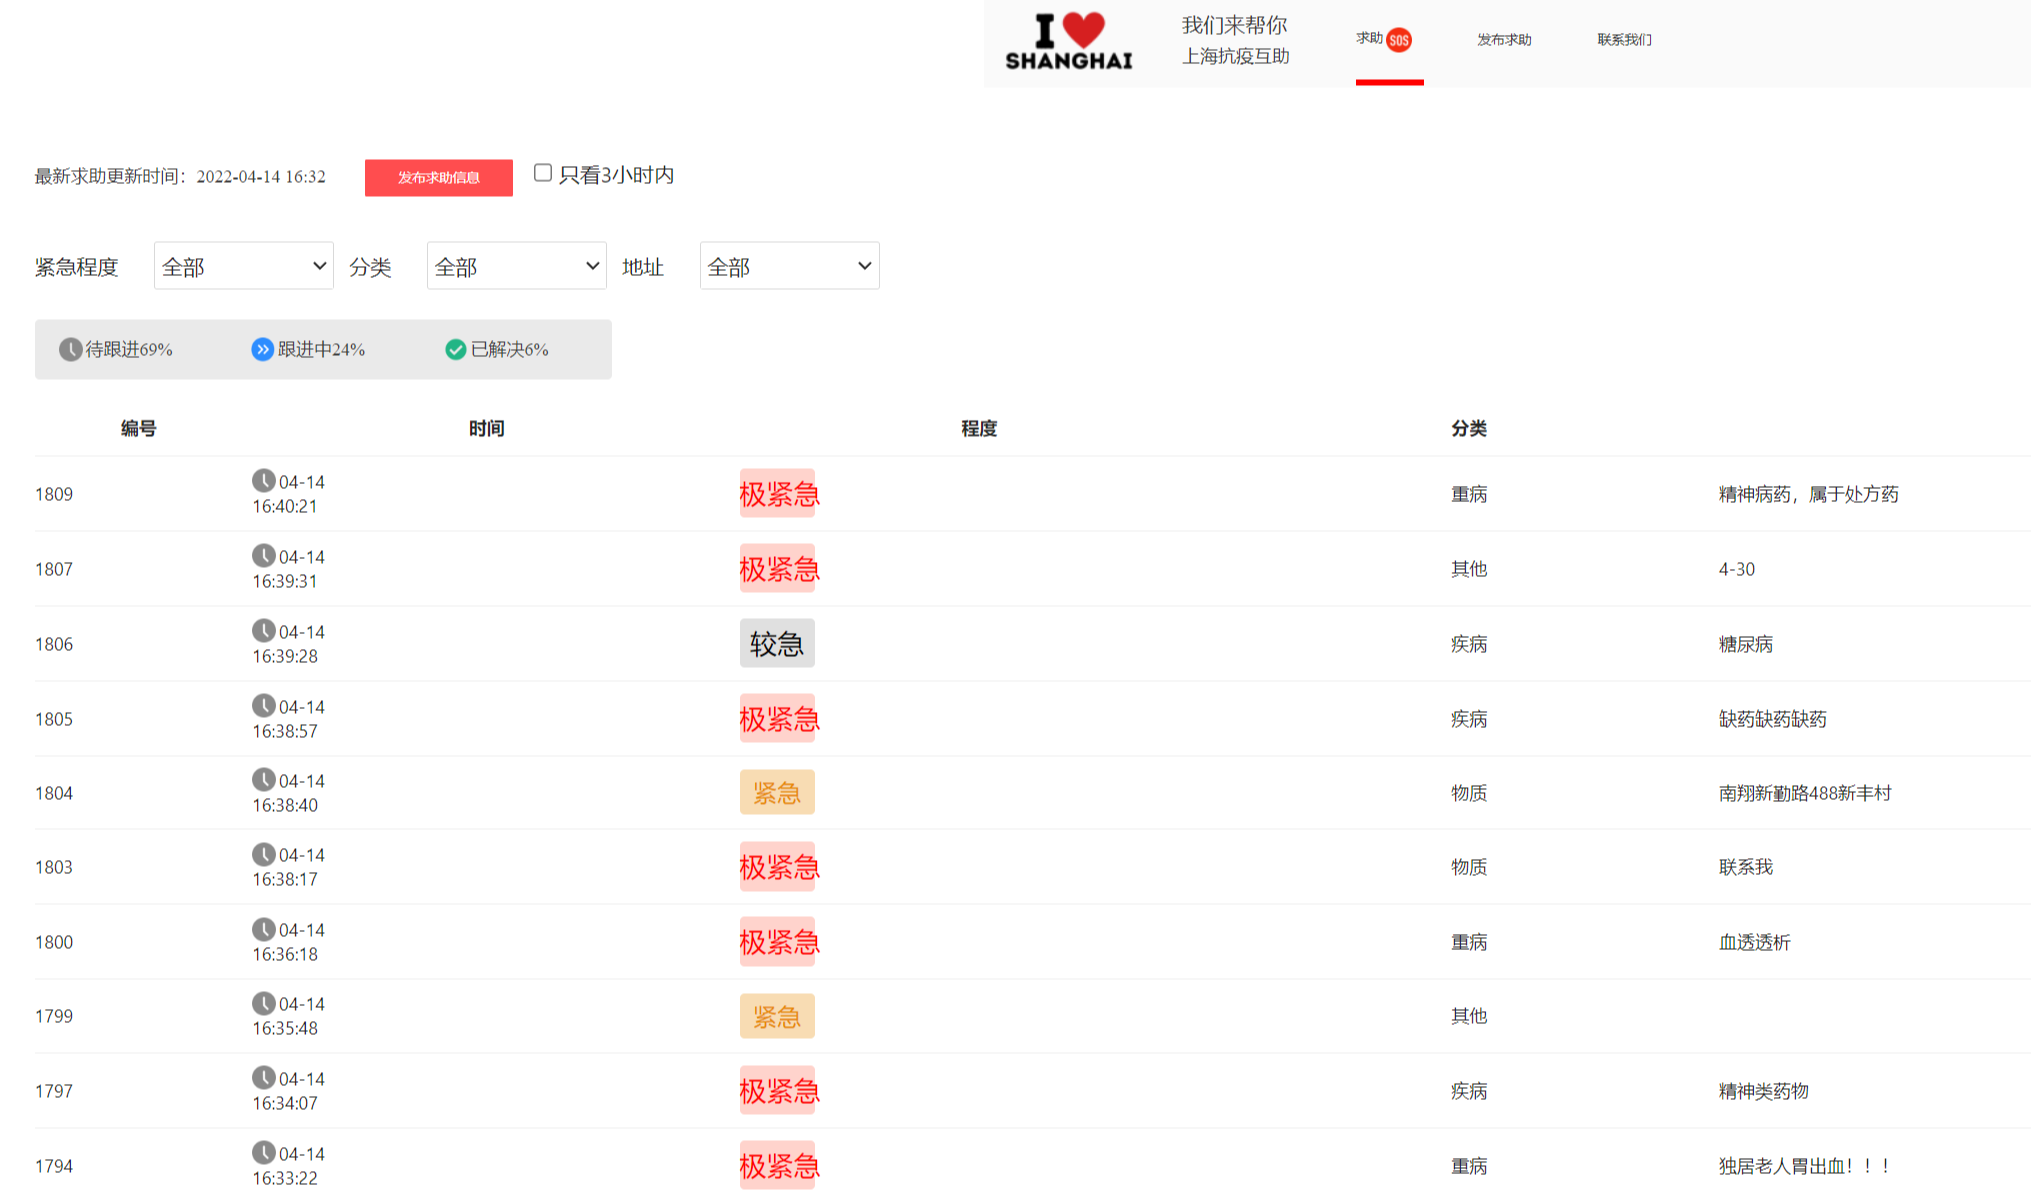 I
SHANGHAI
我们来帮你
上海抗疫互助
求助 SOS
发布求助
联系我们
最新求助更新时间：2022-04-14 16:32
发布求助信息
只看3小时内
紧急程度 全部 分类 全部 地址 全部
待跟进69% 跟进中24% 已解决6%
编号 时间 程度 分类
1809 04-14 16:40:21 极紧急 重病 精神病药，属于处方药
1807 04-14 16:39:31 极紧急 其他 4-30
1806 04-14 16:39:28 较急 疾病 糖尿病
1805 04-14 16:38:57 极紧急 疾病 缺药缺药缺药
1804 04-14 16:38:40 紧急 物质 南翔新勤路488新丰村
1803 04-14 16:38:17 极紧急 物质 联系我
1800 04-14 16:36:18 极紧急 重病 血透透析
1799 04-14 16:35:48 紧急 其他
1797 04-14 16:34:07 极紧急 疾病 精神类药物
1794 04-14 16:33:22 极紧急 重病 独居老人胃出血！！！